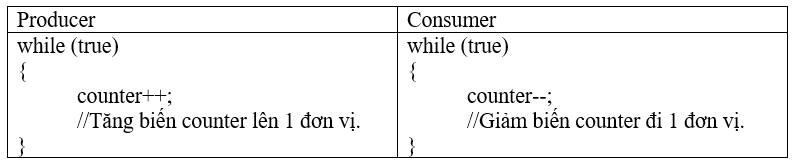 Producer
while (true)
{
counter++;
//Tăng biến counter lên 1 đơn vị.
}
Consumer
while (true)
{
counter--;
//Giảm biến counter đi 1 đơn vị.
}